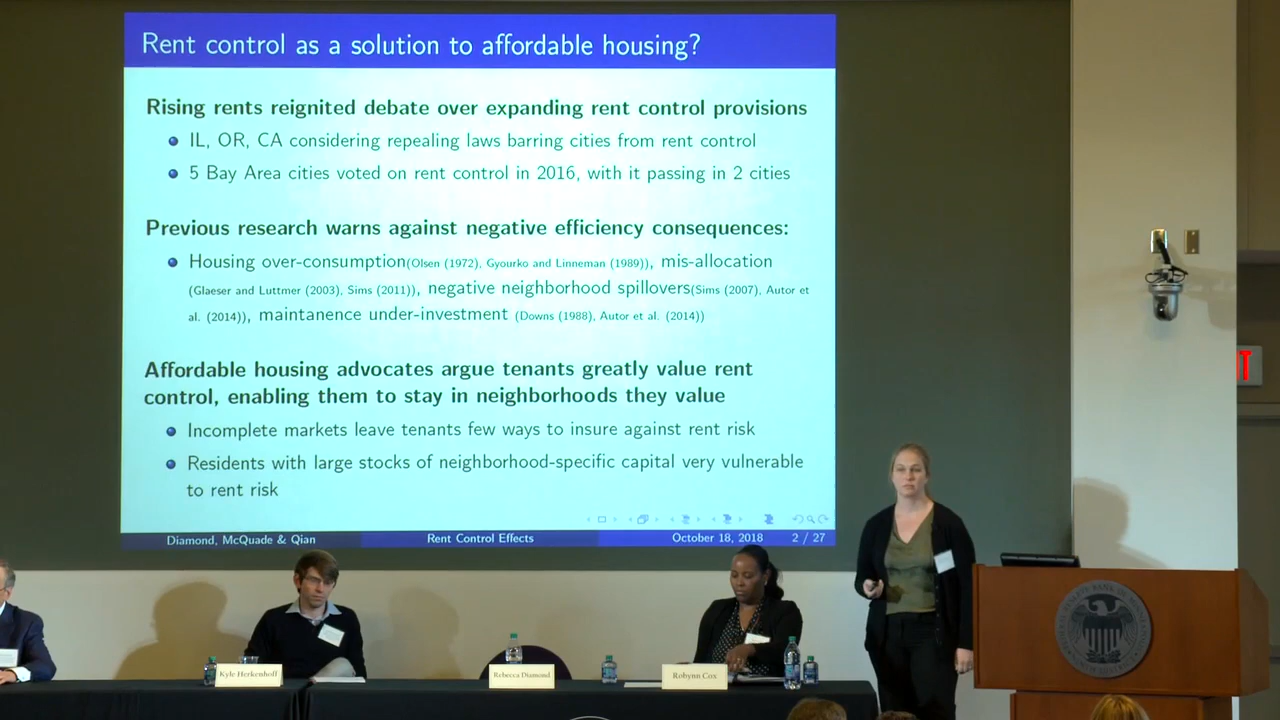 Rent control as a solution to affordable housing?
Rising rents reignited debate over expanding rent control provisions
IL, OR, CA considering repealing laws barring cities from rent control
5 Bay Area cities voted on rent control in 2016, with it passing in 2 cities
Previous research warns against negative efficiency consequences:
Housing over-consumption(Olsen (1972), Gyourko and Linneman (1989)), mis-allocation
(Glaeser and Luttmer (2003), Sims (2011)), negative neighborhood spillovers(Sims (2007), Autor et
al. (2014)), maintanence under-investment (Downs (1988), Autor et al. (2014))
Affordable housing advocates argue tenants greatly value rent
control, enabling them to stay in neighborhoods they value
Incomplete markets leave tenants few ways to insure against rent risk
Residents with large stocks of neighborhood-specific capital very vulnerable
to rent risk
Diamond, McQuade & Qian Rent Control Effects October 18, 2018 2 / 27
Kyle Herkenhoff
Rebecca Diamond
Robynn Cox